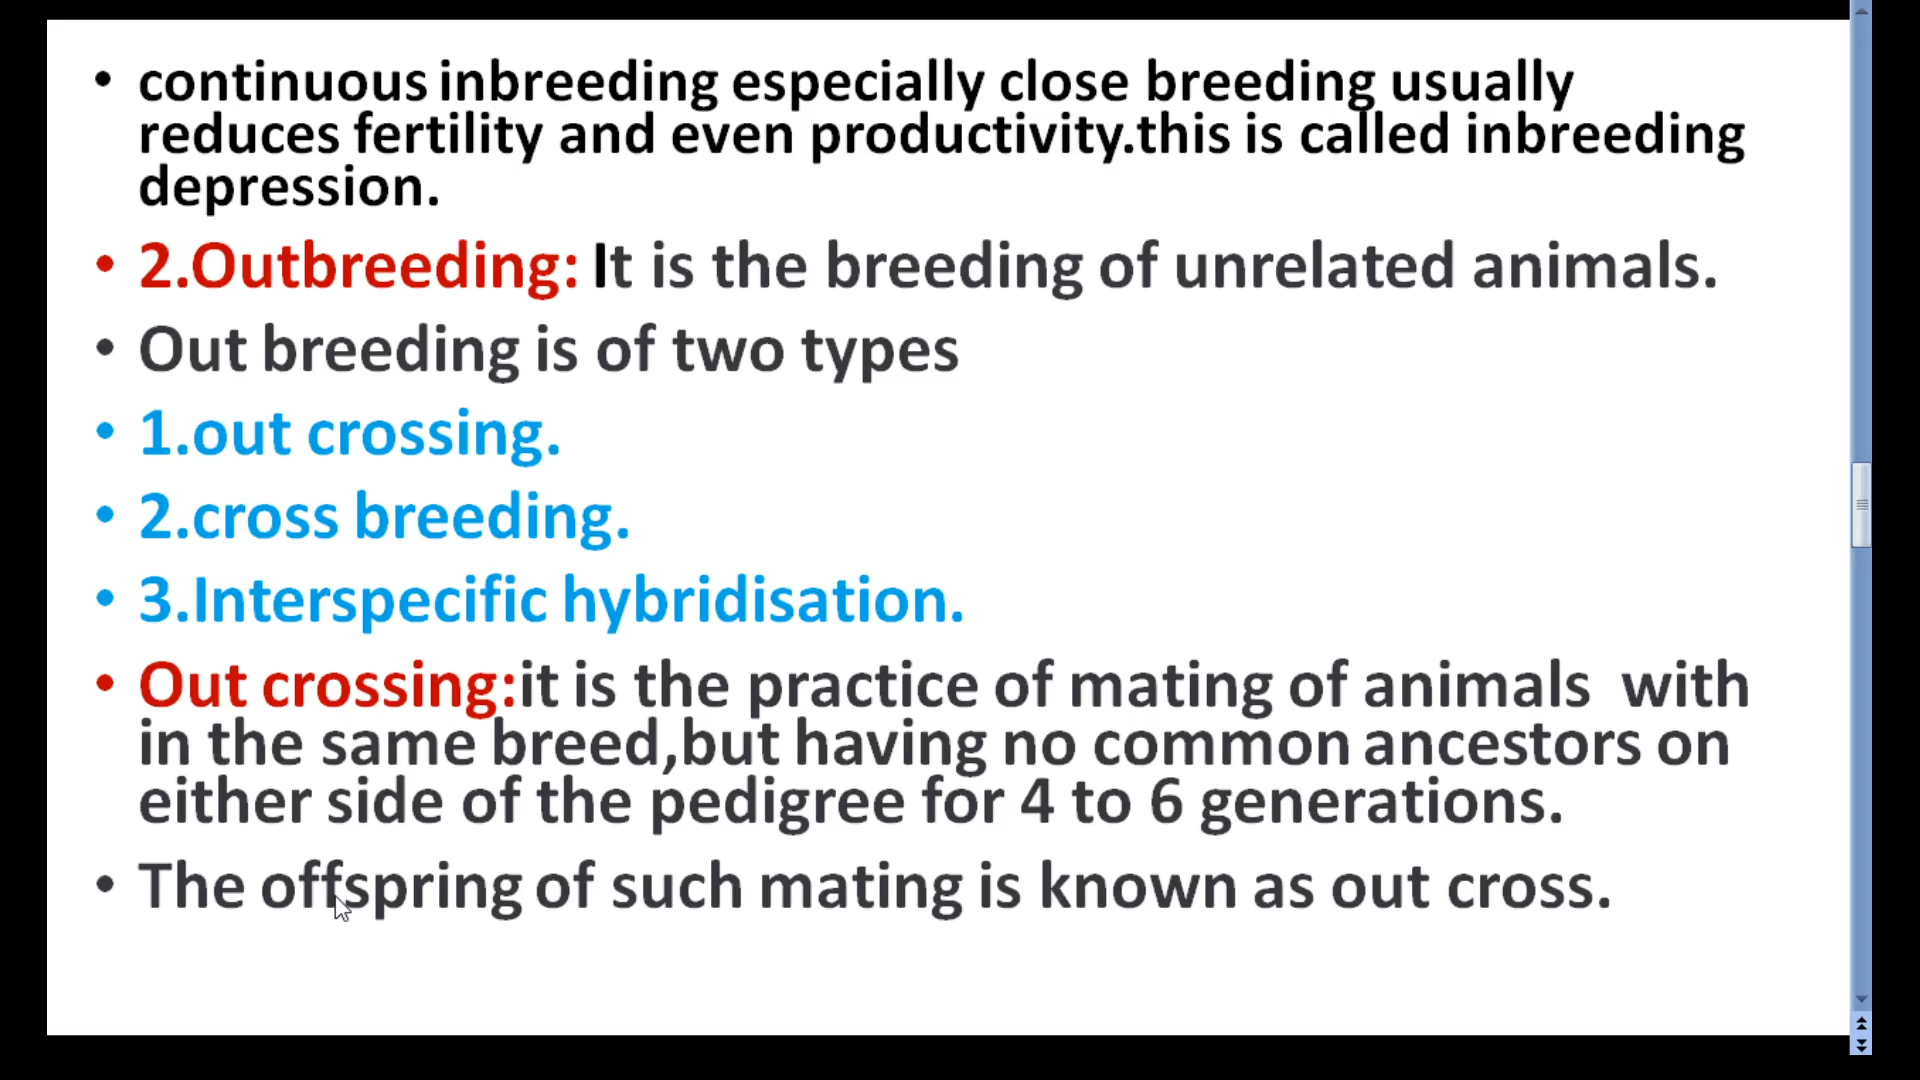 • continuous inbreeding especially close breeding usually
reduces fertility and even productivity.this is called inbreeding
depression.
• 2.Outbreeding: It is the breeding of unrelated animals.
• Out breeding is of two types
• 1.out crossing.
• 2.cross breeding.
• 3.Interspecific hybridisation.
• Out crossing:it is the practice of mating of animals  with
in the same breed,but having no common ancestors on
either side of the pedigree for 4 to 6 generations.
• The offspring of such mating is known as out cross.